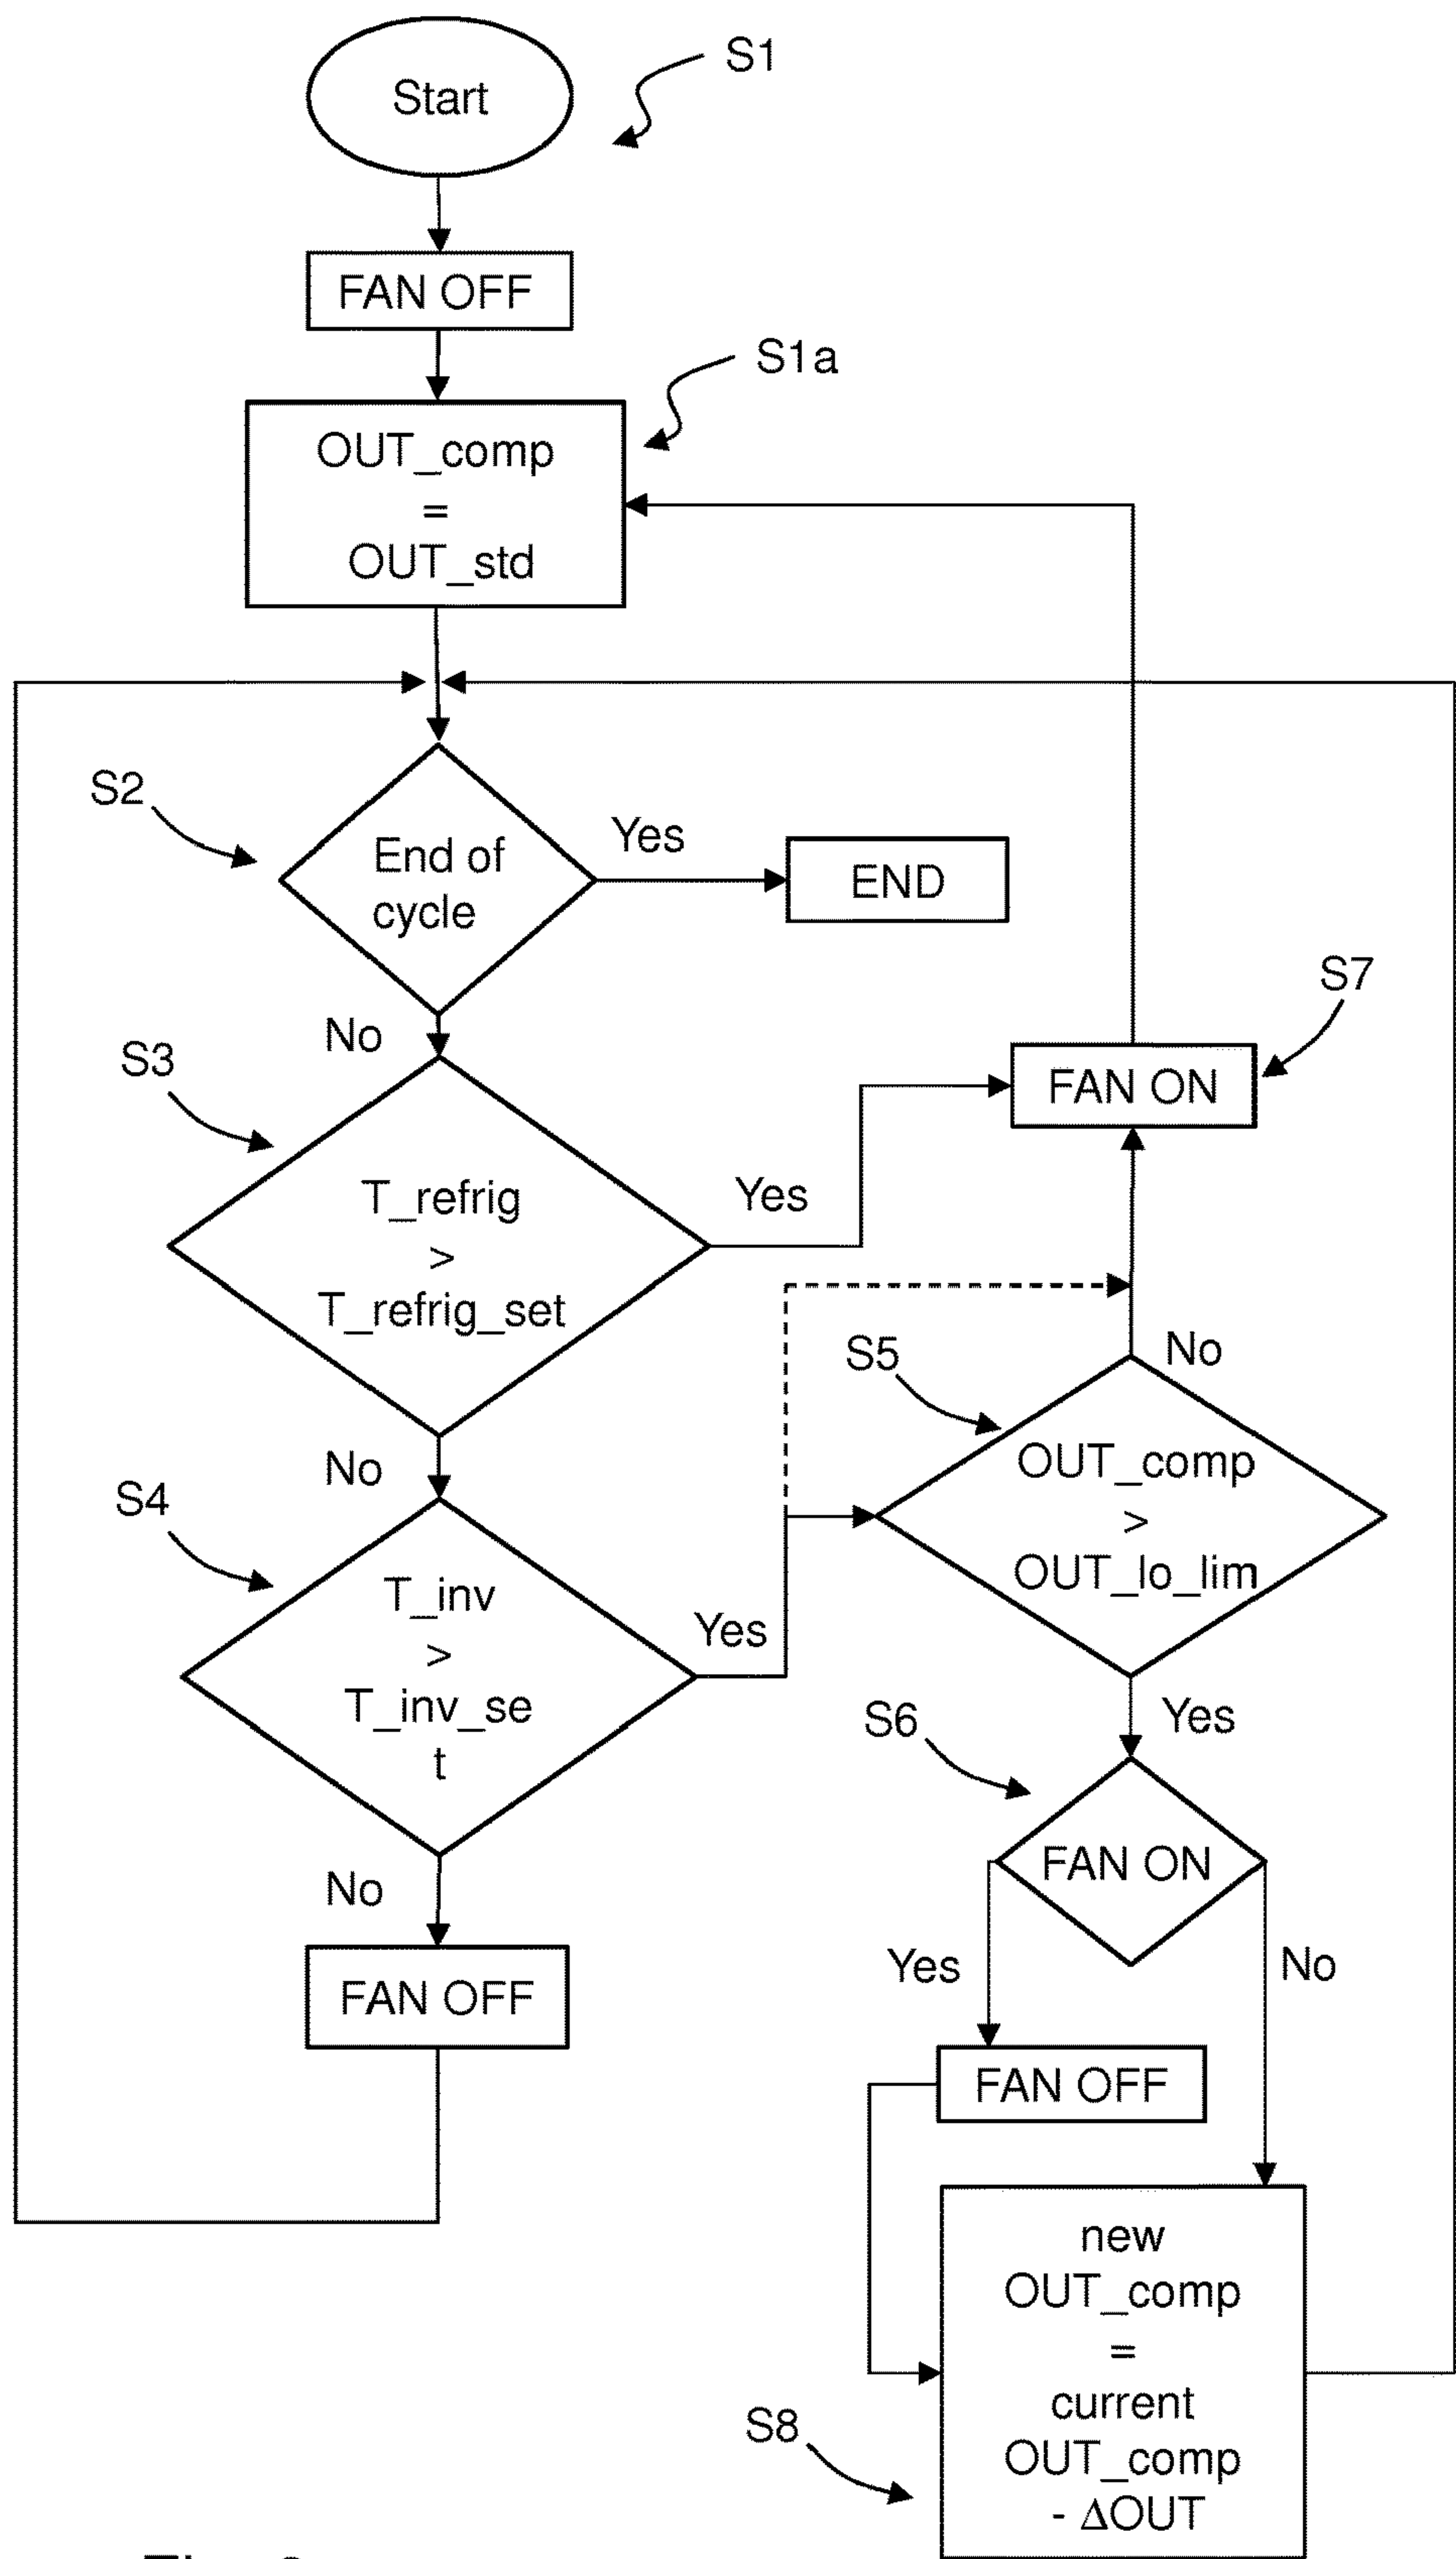 Start
S1
FAN OFF
S1a
OUT_comp
=
OUT_std
S2
End of
cycle
Yes
END
No
S3
T_refrig
>
T_refrig_set
Yes
S7
FAN ON
No
S4
T_inv
>
T_inv_se
t
Yes
S5
No
OUT_comp
>
OUT_lo_lim
Yes
S6
FAN ON
Yes
No
No
FAN OFF
FAN OFF
new
OUT_comp
=
current
OUT_comp
- ΔOUT
S8